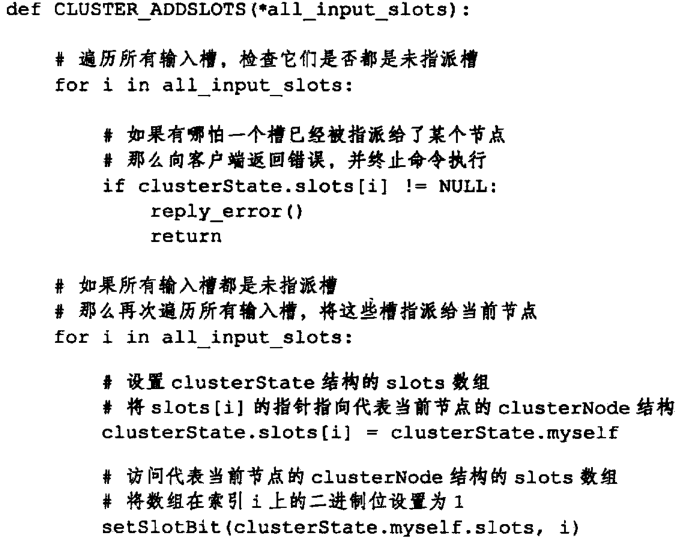 def CLUSTER_ADDSLOTS(*all_input_slots):
# 遍历所有输入槽，检查它们是否都是未指派槽
for i in all_input_slots:
# 如果有哪怕一个槽已经被指派给了某个节点
# 那么向客户端返回错误，并终止命令执行
if clusterState.slots[i] != NULL:
reply_error()
return
# 如果所有输入槽都是未指派槽
# 那么再次遍历所有输入槽，将这些槽指派给当前节点
for i in all_input_slots:
# 设置 clusterState 结构的 slots 数组
# 将 slots[i] 的指针指向代表当前节点的 clusterNode 结构
clusterState.slots[i] = clusterState.myself
# 访问代表当前节点的 clusterNode 结构的 slots 数组
# 将数组在索引 i 上的二进制位设置为 1
setSlotBit(clusterState.myself.slots, i)